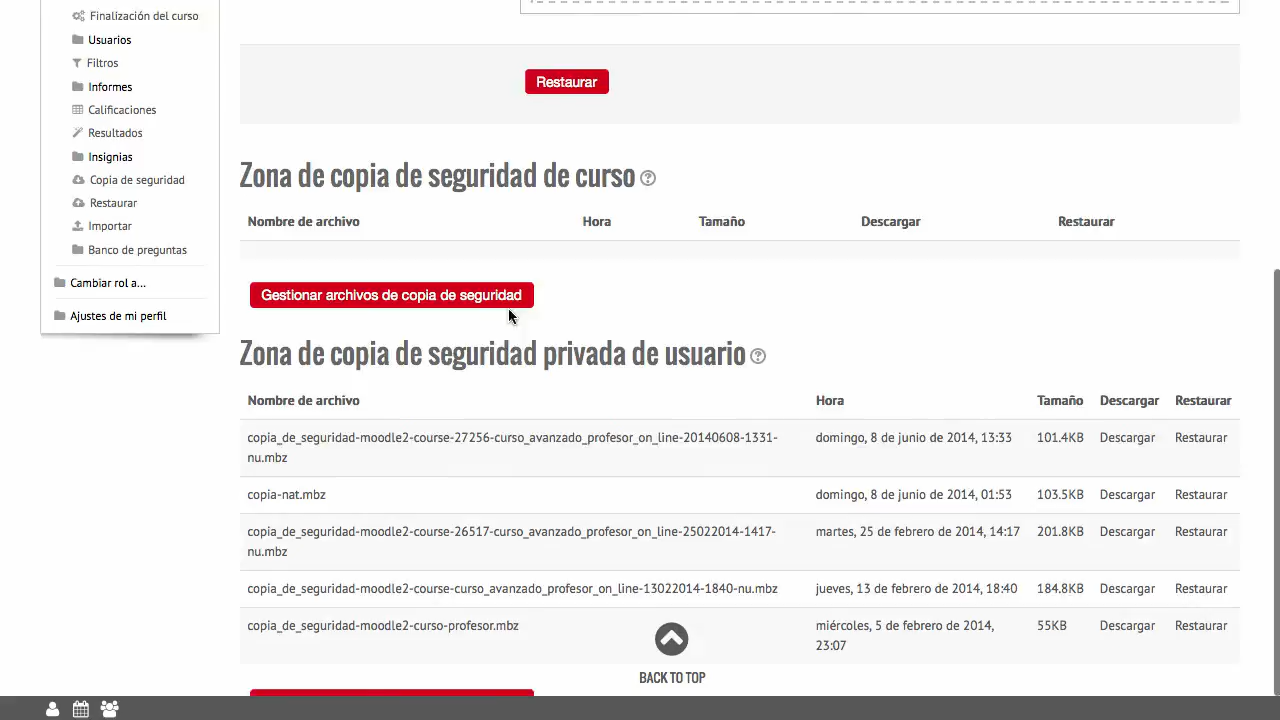 Finalización del curso
Usuarios
Filtros
Informes
Calificaciones
Resultados
Insignias
Copia de seguridad
Restaurar
Importar
Banco de preguntas
Cambiar rol a...
Ajustes de mi perfil
Restaurar
Zona de copia de seguridad de curso
Nombre de archivo Hora Tamaño Descargar Restaurar
Gestionar archivos de copia de seguridad
Zona de copia de seguridad privada de usuario
Nombre de archivo Hora Tamaño Descargar Restaurar
copia_de_seguridad-moodle2-course-27256-curso_avanzado_profesor_on_line-20140608-1331- domingo, 8 de junio de 2014, 13:33 101.4KB Descargar Restaurar
nu.mbz
copia-nat.mbz domingo, 8 de junio de 2014, 01:53 103.5KB Descargar Restaurar
copia_de_seguridad-moodle2-course-26517-curso_avanzado_profesor_on_line-25022014-1417- martes, 25 de febrero de 2014, 14:17 201.8KB Descargar Restaurar
nu.mbz
copia_de_seguridad-moodle2-course-curso_avanzado_profesor_on_line-13022014-1840-nu.mbz jueves, 13 de febrero de 2014, 18:40 184.8KB Descargar Restaurar
copia_de_seguridad-moodle2-curso-profesor.mbz miércoles, 5 de febrero de 2014, 55KB Descargar Restaurar
23:07
BACK TO TOP